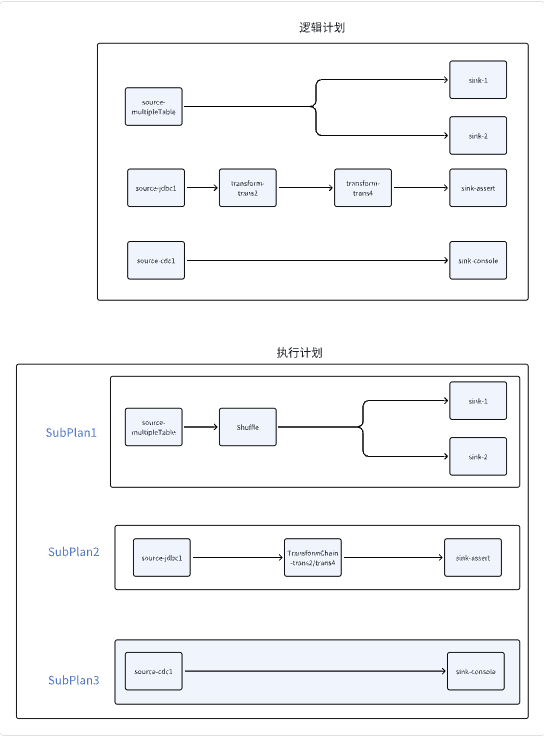 逻辑计划
source-
multipleTable
sink-1
sink-2
source-jdbc1
transform-
trans2
transform-
trans4
sink-assert
source-cdc1
sink-console
执行计划
SubPlan1
source-
multipleTable
Shuffle
sink-1
sink-2
SubPlan2
source-jdbc1
TransformChain
-trans2/trans4
sink-assert
SubPlan3
source-cdc1
sink-console